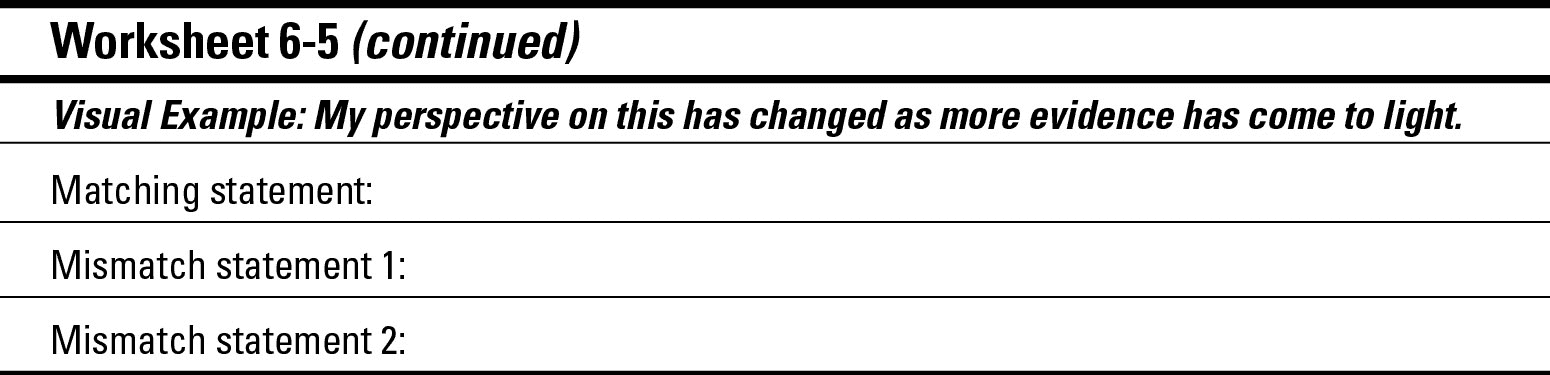 Worksheet 6-5 (continued)
Visual Example: My perspective on this has changed as more evidence has come to light.
Matching statement:
Mismatch statement 1:
Mismatch statement 2: